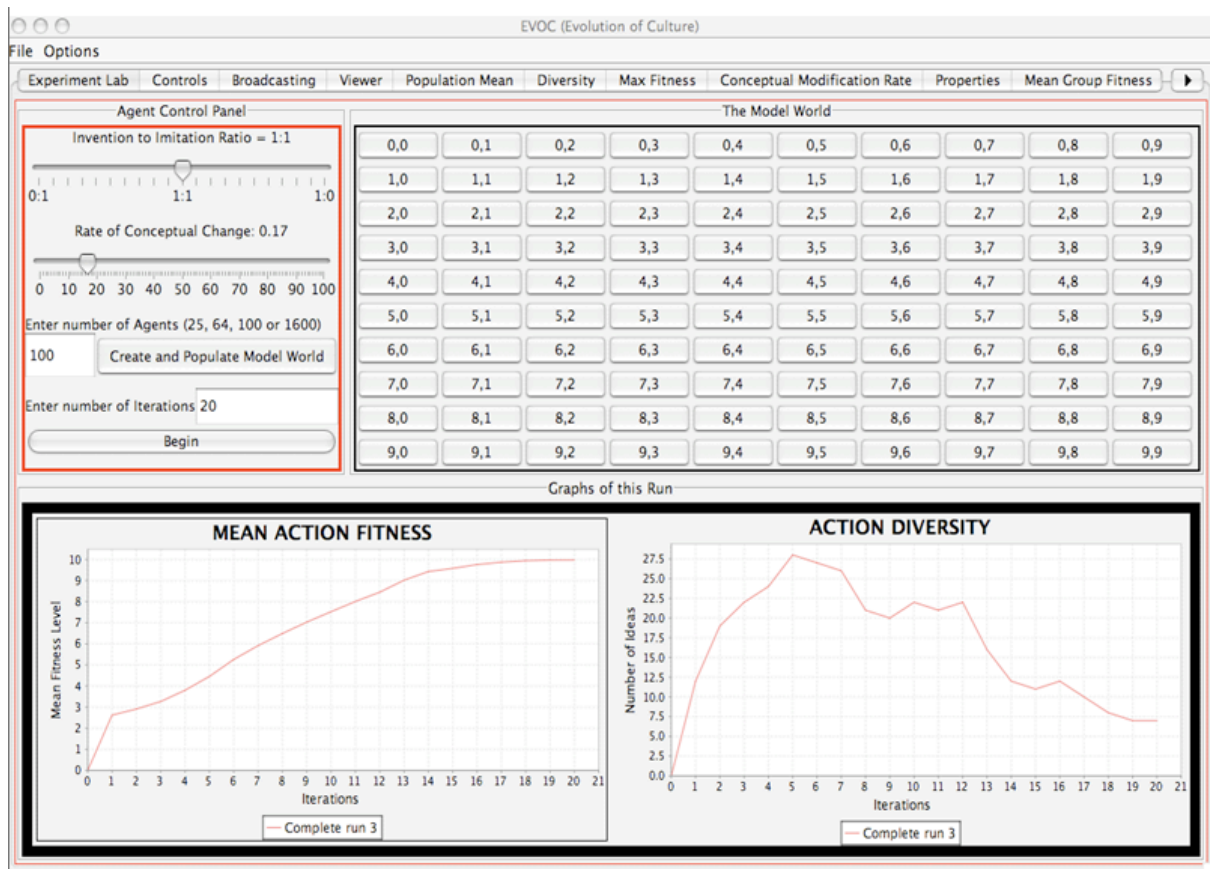 EVOC (Evolution of Culture)
File Options
Experiment Lab Controls Broadcasting Viewer Population Mean Diversity Max Fitness Conceptual Modification Rate Properties Mean Group Fitness
Agent Control Panel
Invention to Imitation Ratio = 1:1
0:1 1:1 1:0
Rate of Conceptual Change: 0.17
0 10 20 30 40 50 60 70 80 90 100
Enter number of Agents (25, 64, 100 or 1600)
100 Create and Populate Model World
Enter number of Iterations 20
Begin
The Model World
0,0 0,1 0,2 0,3 0,4 0,5 0,6 0,7 0,8 0,9
1,0 1,1 1,2 1,3 1,4 1,5 1,6 1,7 1,8 1,9
2,0 2,1 2,2 2,3 2,4 2,5 2,6 2,7 2,8 2,9
3,0 3,1 3,2 3,3 3,4 3,5 3,6 3,7 3,8 3,9
4,0 4,1 4,2 4,3 4,4 4,5 4,6 4,7 4,8 4,9
5,0 5,1 5,2 5,3 5,4 5,5 5,6 5,7 5,8 5,9
6,0 6,1 6,2 6,3 6,4 6,5 6,6 6,7 6,8 6,9
7,0 7,1 7,2 7,3 7,4 7,5 7,6 7,7 7,8 7,9
8,0 8,1 8,2 8,3 8,4 8,5 8,6 8,7 8,8 8,9
9,0 9,1 9,2 9,3 9,4 9,5 9,6 9,7 9,8 9,9
Graphs of this Run
MEAN ACTION FITNESS
Mean Fitness Level
10
9
8
7
6
5
4
3
2
1
0
0 1 2 3 4 5 6 7 8 9 10 11 12 13 14 15 16 17 18 19 20 21
Iterations
Complete run 3
ACTION DIVERSITY
Number of Ideas
27.5
25.0
22.5
20.0
17.5
15.0
12.5
10.0
7.5
5.0
2.5
0.0
0 1 2 3 4 5 6 7 8 9 10 11 12 13 14 15 16 17 18 19 20 21
Iterations
Complete run 3